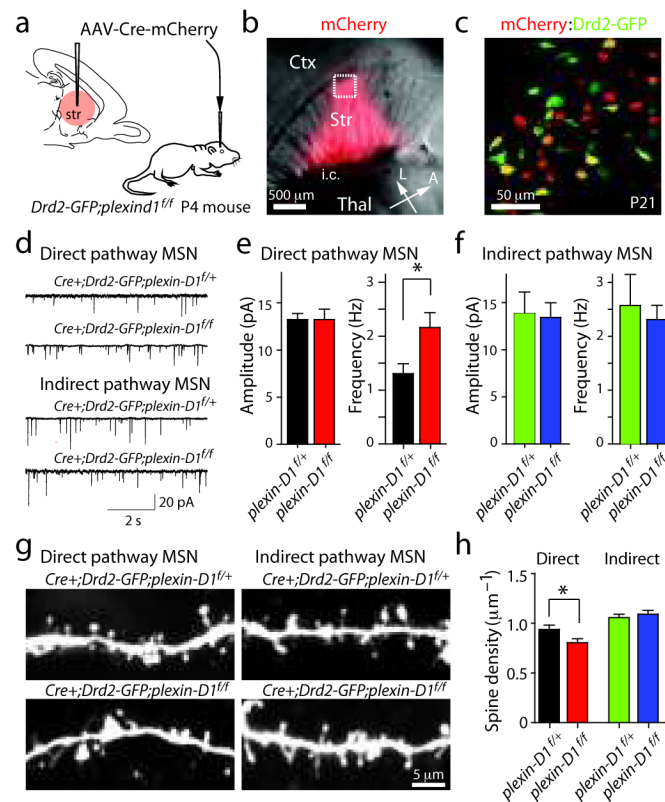 a
AAV-Cre-mCherry
str
Drd2-GFP;plexind1f/f P4 mouse
b
mCherry
Ctx
Str
i.c.
Thal
500 µm
L
A
c
mCherry:Drd2-GFP
50 µm
P21
d
Direct pathway MSN
Cre+;Drd2-GFP;plexin-D1f/+
Cre+;Drd2-GFP;plexin-D1f/f
Indirect pathway MSN
Cre+;Drd2-GFP;plexin-D1f/+
Cre+;Drd2-GFP;plexin-D1f/f
20 pA
2 s
e
Direct pathway MSN
Amplitude (pA)
15
10
5
0
plexin-D1f/+
plexin-D1f/f
Frequency (Hz)
3
2
1
0
*
plexin-D1f/+
plexin-D1f/f
f
Indirect pathway MSN
Amplitude (pA)
15
10
5
0
plexin-D1f/+
plexin-D1f/f
Frequency (Hz)
3
2
1
0
plexin-D1f/+
plexin-D1f/f
g
Direct pathway MSN
Indirect pathway MSN
Cre+;Drd2-GFP;plexin-D1f/+
Cre+;Drd2-GFP;plexin-D1f/+
Cre+;Drd2-GFP;plexin-D1f/f
Cre+;Drd2-GFP;plexin-D1f/f
5 µm
h
Direct
Indirect
Spine density (µm−1)
1.5
1.0
0.5
0
*
plexin-D1f/+
plexin-D1f/f
plexin-D1f/+
plexin-D1f/f